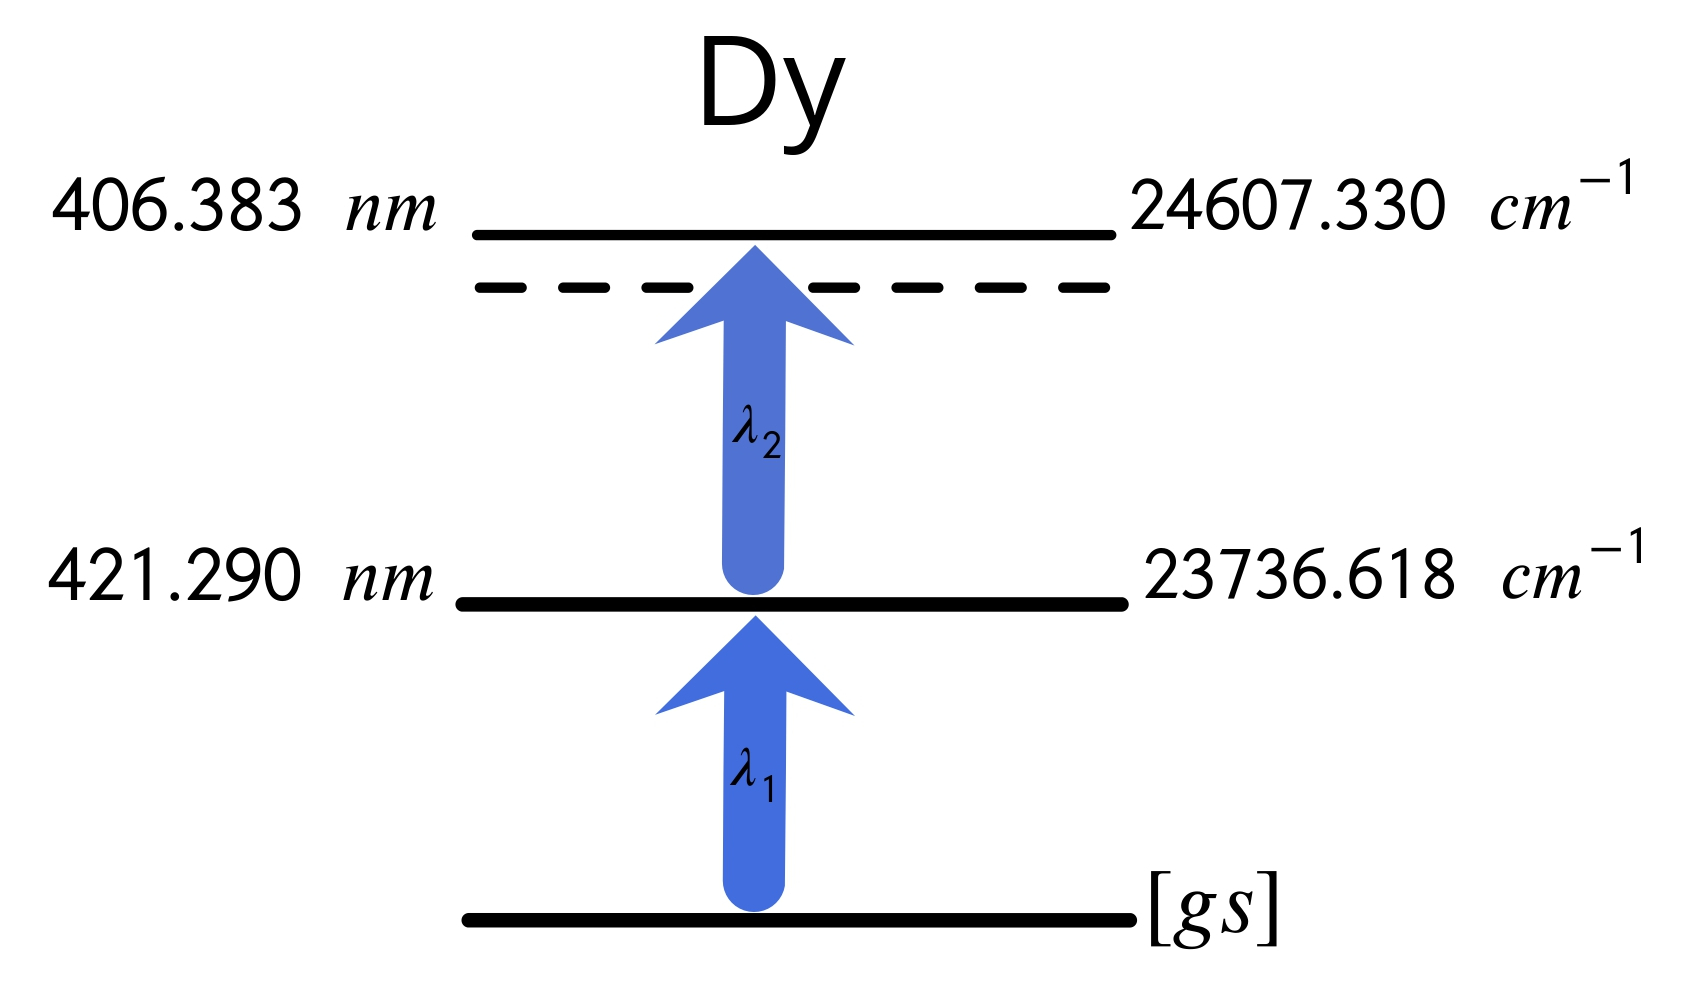 Dy
406.383 nm
24607.330 cm⁻¹
λ₂
421.290 nm
23736.618 cm⁻¹
λ₁
[gs]